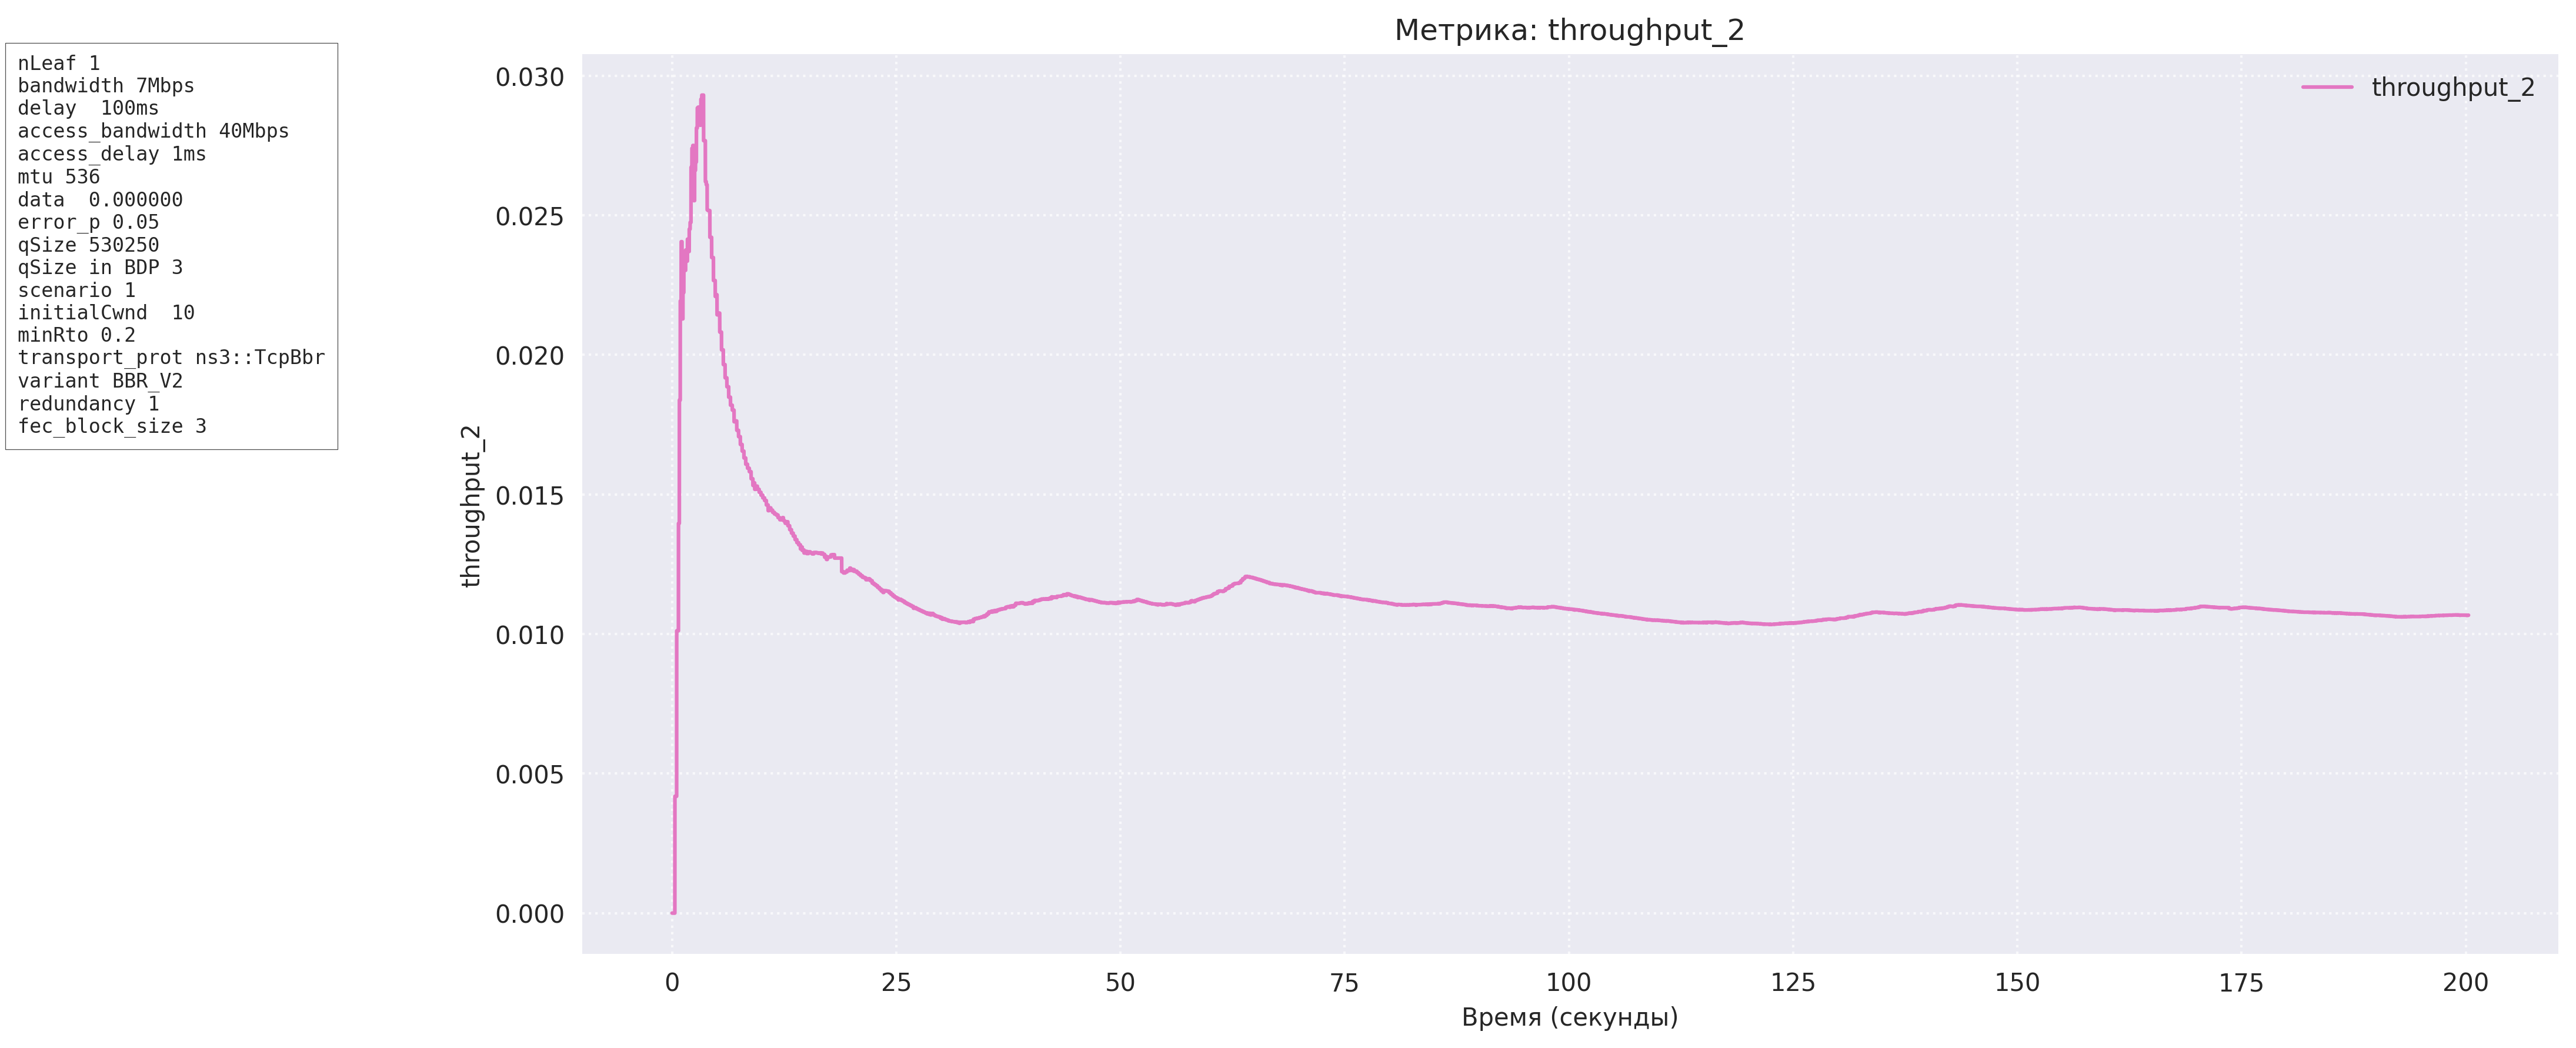 Метрика: throughput_2
nLeaf 1
bandwidth 7Mbps
delay  100ms
access_bandwidth 40Mbps
access_delay 1ms
mtu 536
data  0.000000
error_p 0.05
qSize 530250
qSize in BDP 3
scenario 1
initialCwnd  10
minRto 0.2
transport_prot ns3::TcpBbr
variant BBR_V2
redundancy 1
fec_block_size 3
throughput_2
throughput_2
0.030
0.025
0.020
0.015
0.010
0.005
0.000
0 25 50 75 100 125 150 175 200
Время (секунды)